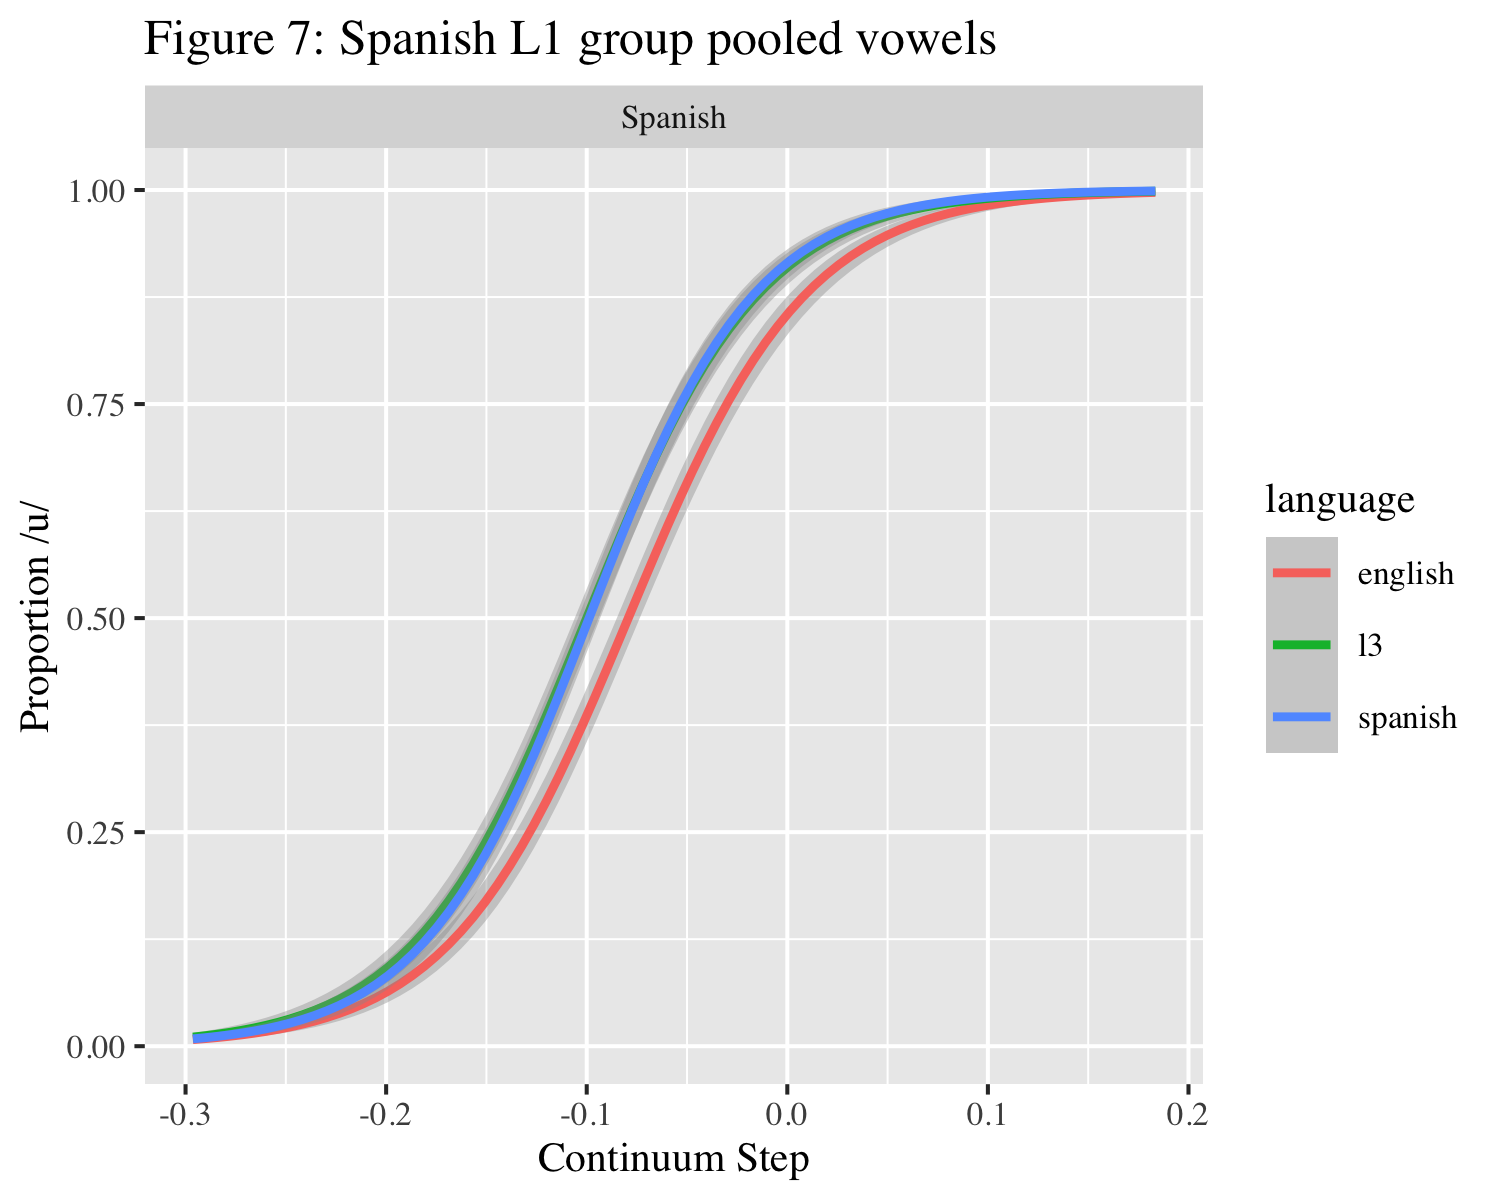 Figure 7: Spanish L1 group pooled vowels
Spanish
1.00
0.75
0.50
0.25
0.00
Proportion /u/
-0.3 -0.2 -0.1 0.0 0.1 0.2
Continuum Step
language
english
l3
spanish